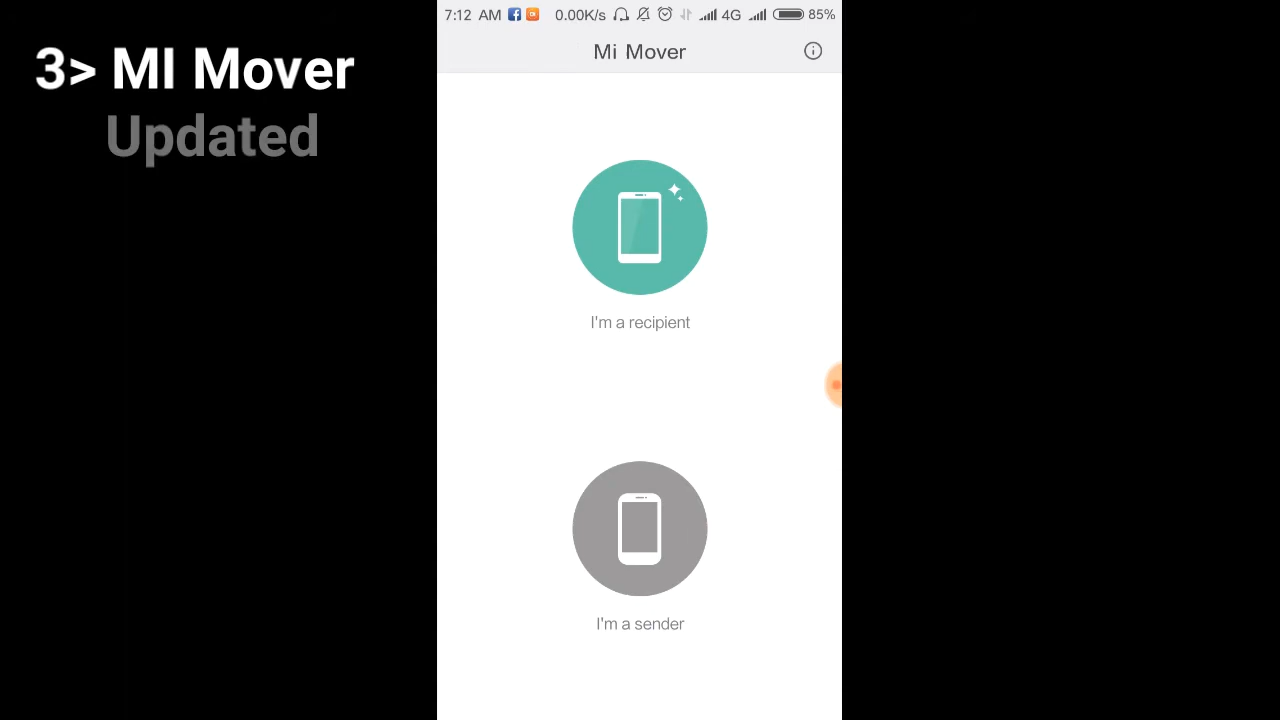 3> MI Mover
Updated
7:12 AM 0.00K/s 4G 85%
Mi Mover
I'm a recipient
I'm a sender